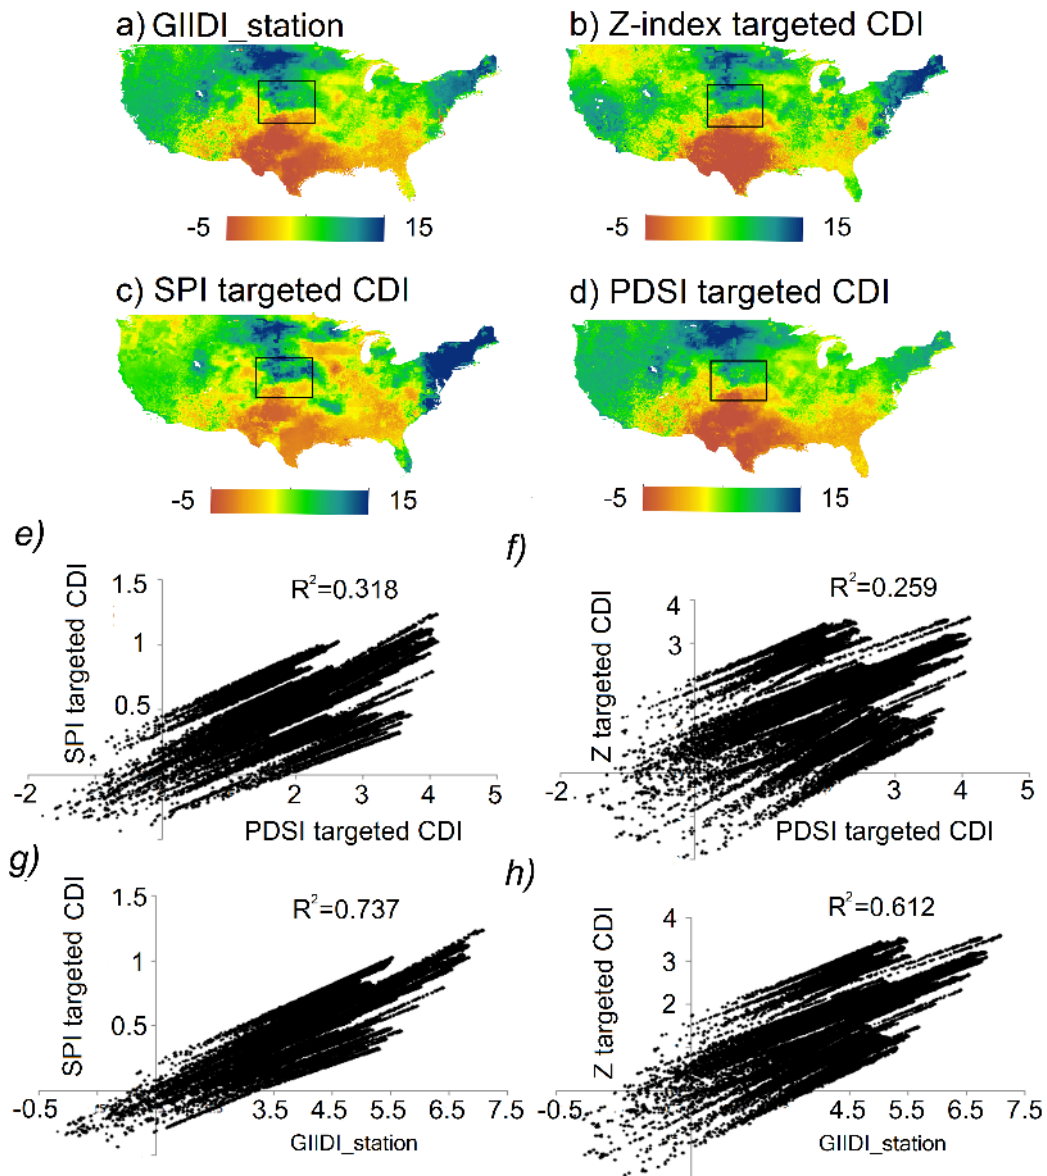 a) GIIDI_station
b) Z-index targeted CDI
-5 15
-5 15
c) SPI targeted CDI
d) PDSI targeted CDI
-5 15
-5 15
e)
SPI targeted CDI
1.5
1
0.5
R²=0.318
-2 2 3 4 5
PDSI targeted CDI
f)
Z targeted CDI
4
3
R²=0.259
-2 2 3 4 5
PDSI targeted CDI
g)
SPI targeted CDI
1.5
1
0.5
R²=0.737
-0.5 3.5 4.5 5.5 6.5 7.5
GIIDI_station
h)
Z targeted CDI
4
3
2
R²=0.612
-0.5 4.5 5.5 6.5 7.5
GIIDI_station